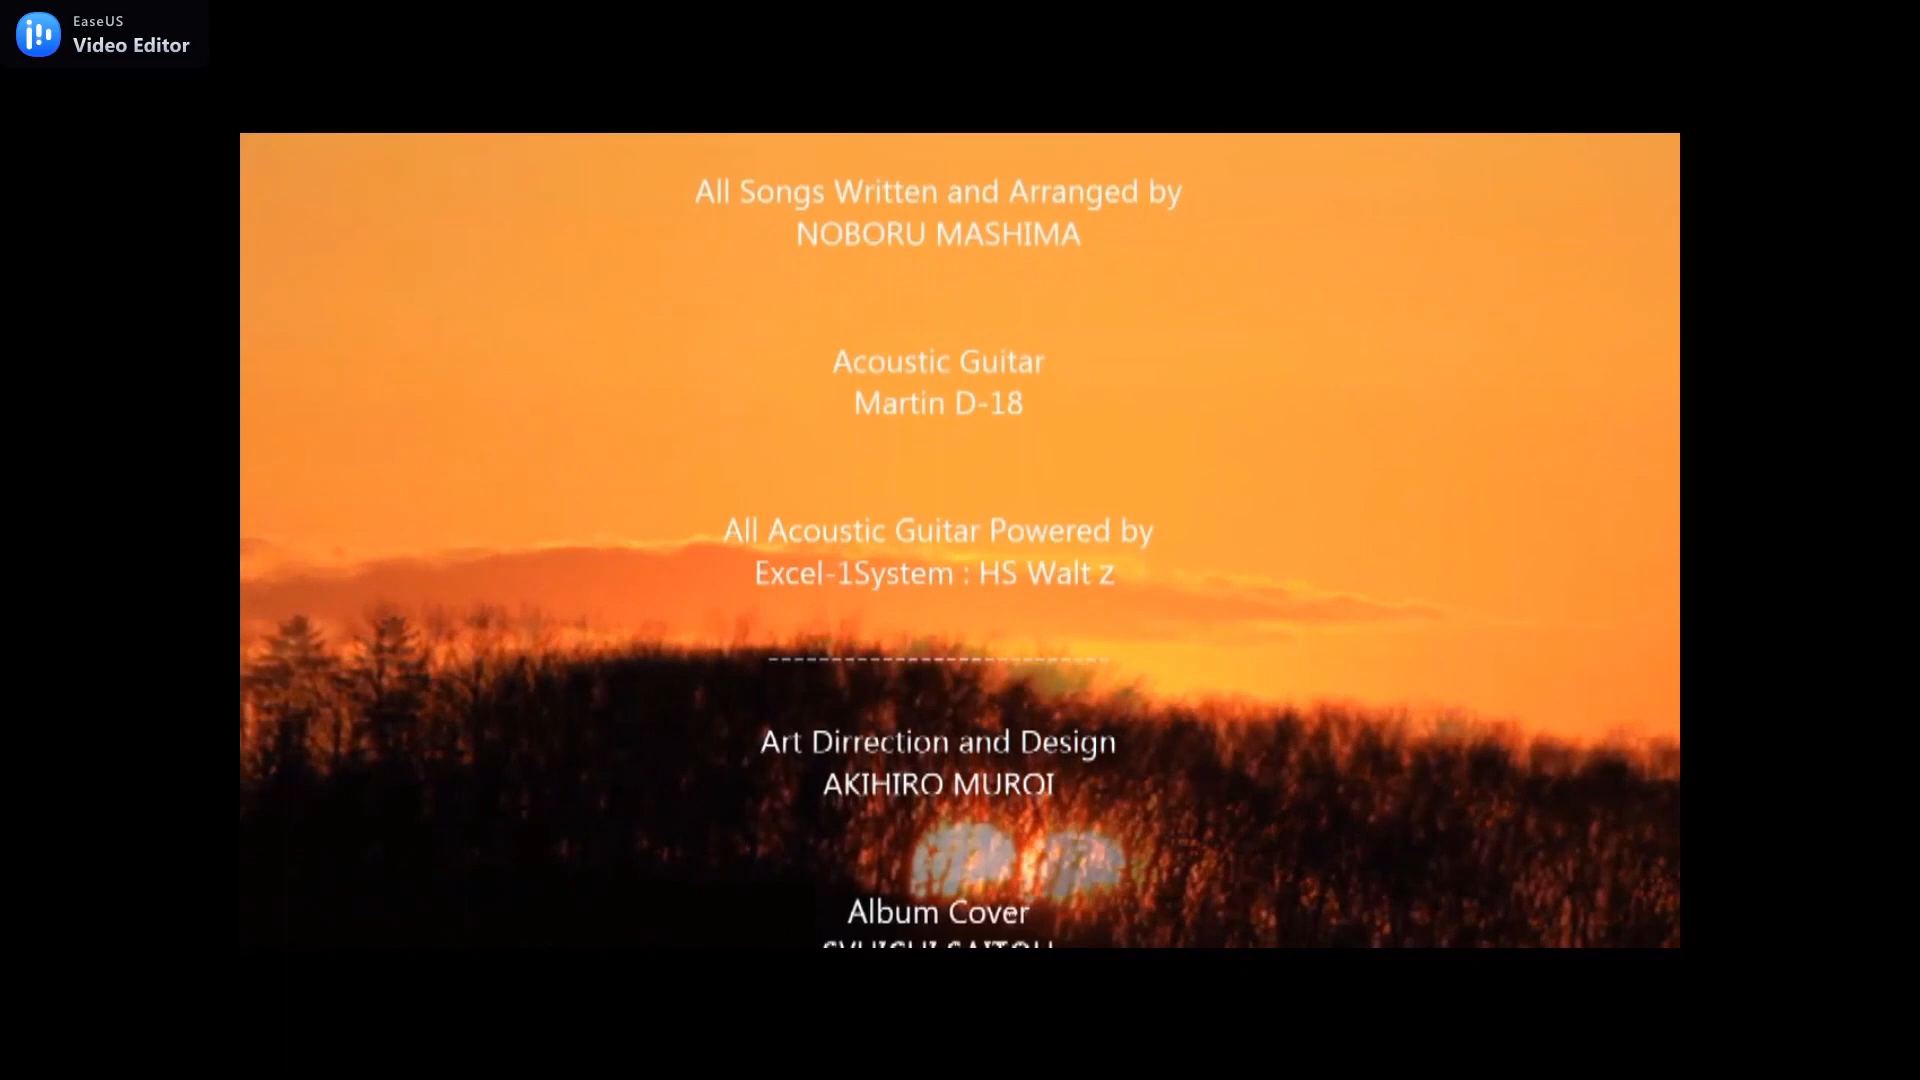 EaseUS
Video Editor
All Songs Written and Arranged by
NOBORU MASHIMA
Acoustic Guitar
Martin D-18
All Acoustic Guitar Powered by
Excel-1System : HS Walt z
---------------------------
Art Dirrection and Design
AKIHIRO MUROI
Album Cover